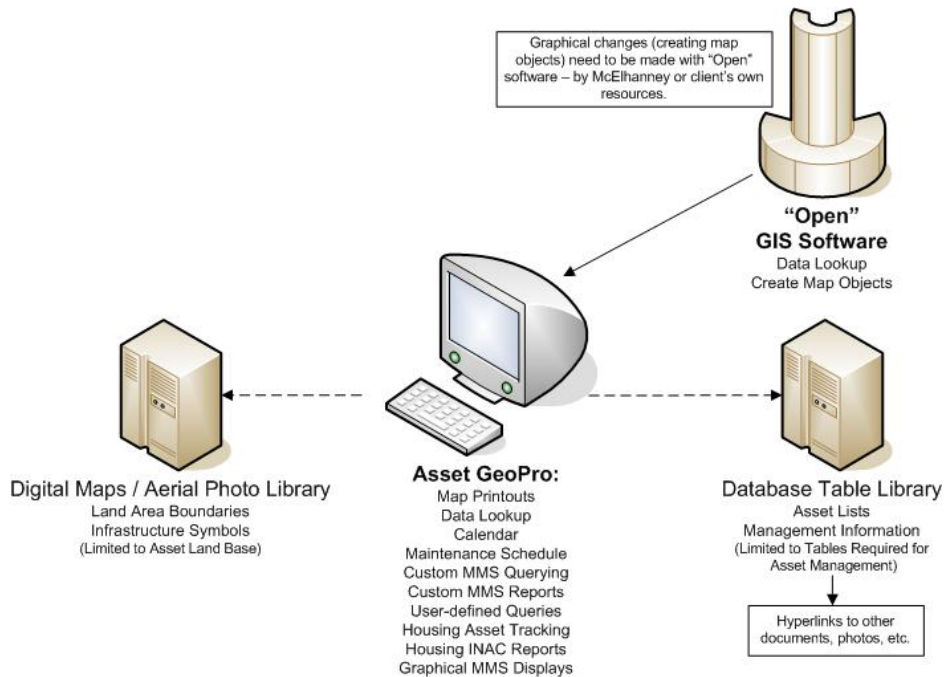 Graphical changes (creating map
objects) need to be made with “Open”
software – by McElhanney or client’s own
resources.
“Open”
GIS Software
Data Lookup
Create Map Objects
Digital Maps / Aerial Photo Library
Land Area Boundaries
Infrastructure Symbols
(Limited to Asset Land Base)
Asset GeoPro:
Map Printouts
Data Lookup
Calendar
Maintenance Schedule
Custom MMS Querying
Custom MMS Reports
User-defined Queries
Housing Asset Tracking
Housing INAC Reports
Graphical MMS Displays
Database Table Library
Asset Lists
Management Information
(Limited to Tables Required for
Asset Management)
Hyperlinks to other
documents, photos, etc.